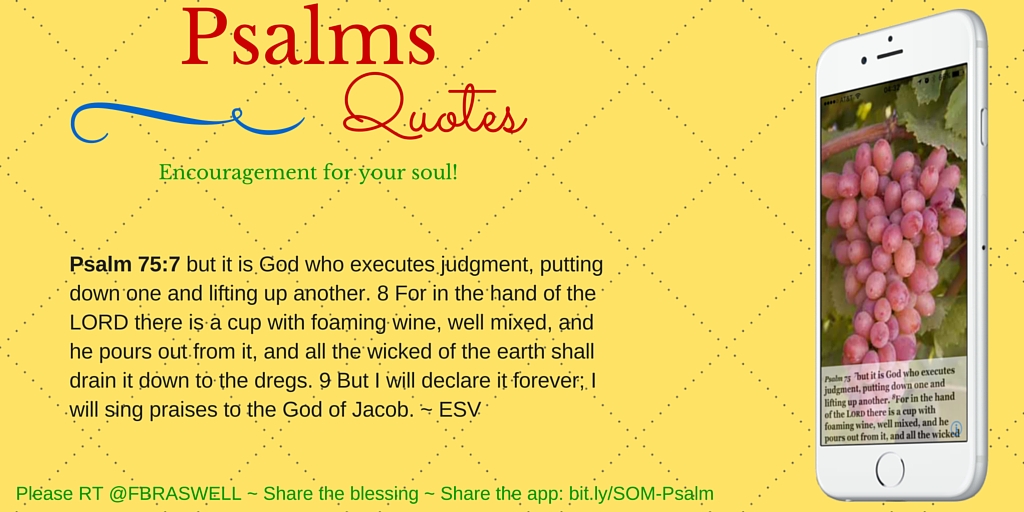 Psalms
Quotes
Encouragement for your soul!
Psalm 75:7 but it is God who executes judgment, putting
down one and lifting up another. 8 For in the hand of the
LORD there is a cup with foaming wine, well mixed, and
he pours out from it, and all the wicked of the earth shall
drain it down to the dregs. 9 But I will declare it forever; I
will sing praises to the God of Jacob. ~ ESV
Please RT @FBRASWELL ~ Share the blessing ~ Share the app: bit.ly/SOM-Psalm
AT&T
Psalm 75 7but it is God who executes
judgment, putting down one and
lifting up another. 8For in the hand
of the LORD there is a cup with
foaming wine, well mixed, and he
pours out from it, and all the wicked